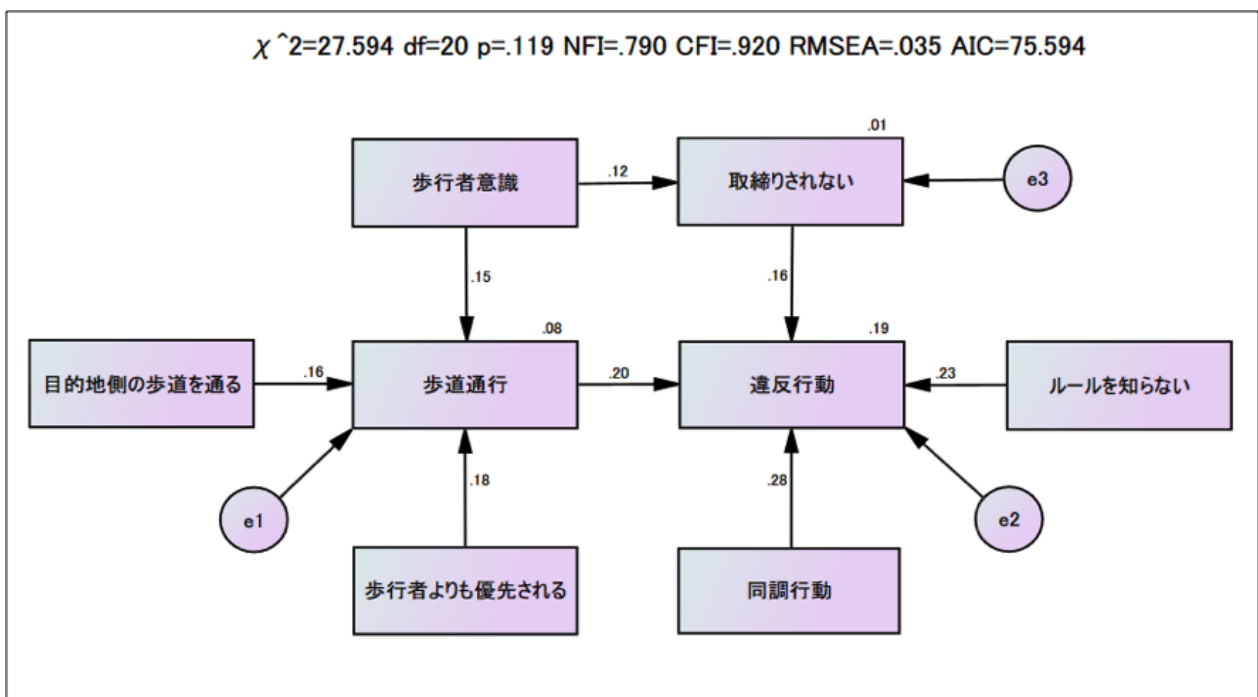 χ^2=27.594 df=20 p=.119 NFI=.790 CFI=.920 RMSEA=.035 AIC=75.594
.01
歩行者意識
.12
取締りされない
e3
.15
.16
.08
.19
目的地側の歩道を通る
.16
歩道通行
.20
違反行動
.23
ルールを知らない
.18
.28
e1
e2
歩行者よりも優先される
同調行動